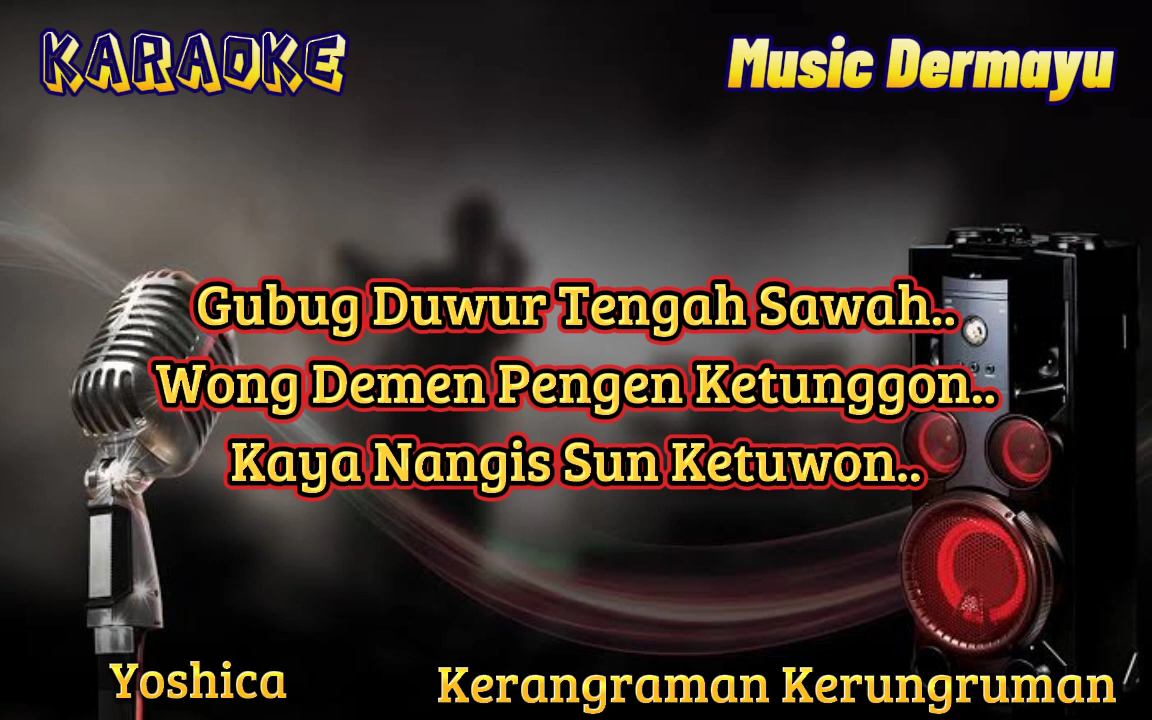 KARAOKE
Music Dermayu
Gubug Duwur Tengah Sawah..
Wong Demen Pengen Ketunggon..
Kaya Nangis Sun Ketuwon..
Yoshica
Kerangraman Kerungruman